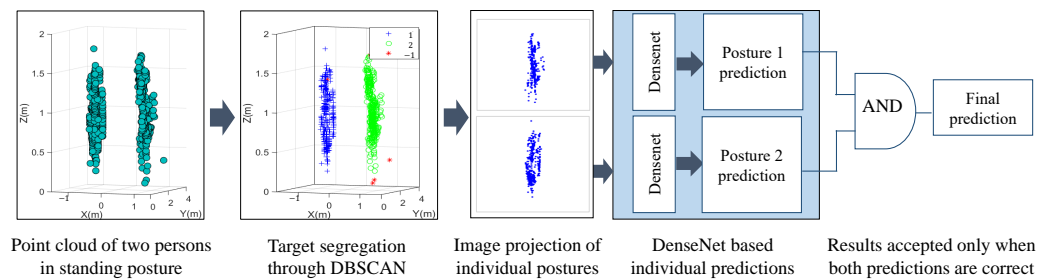 2
1.5
1
0.5
0
Z(m)
−1
0
1
X(m)
0
2
4
Y(m)
2
1.5
1
0.5
0
Z(m)
−1
0
1
X(m)
0
2
4
Y(m)
1
2
−1
Densenet
Posture 1
prediction
Densenet
Posture 2
prediction
AND
Final
prediction
Point cloud of two persons
in standing posture
Target segregation
through DBSCAN
Image projection of
individual postures
DenseNet based
individual predictions
Results accepted only when
both predictions are correct